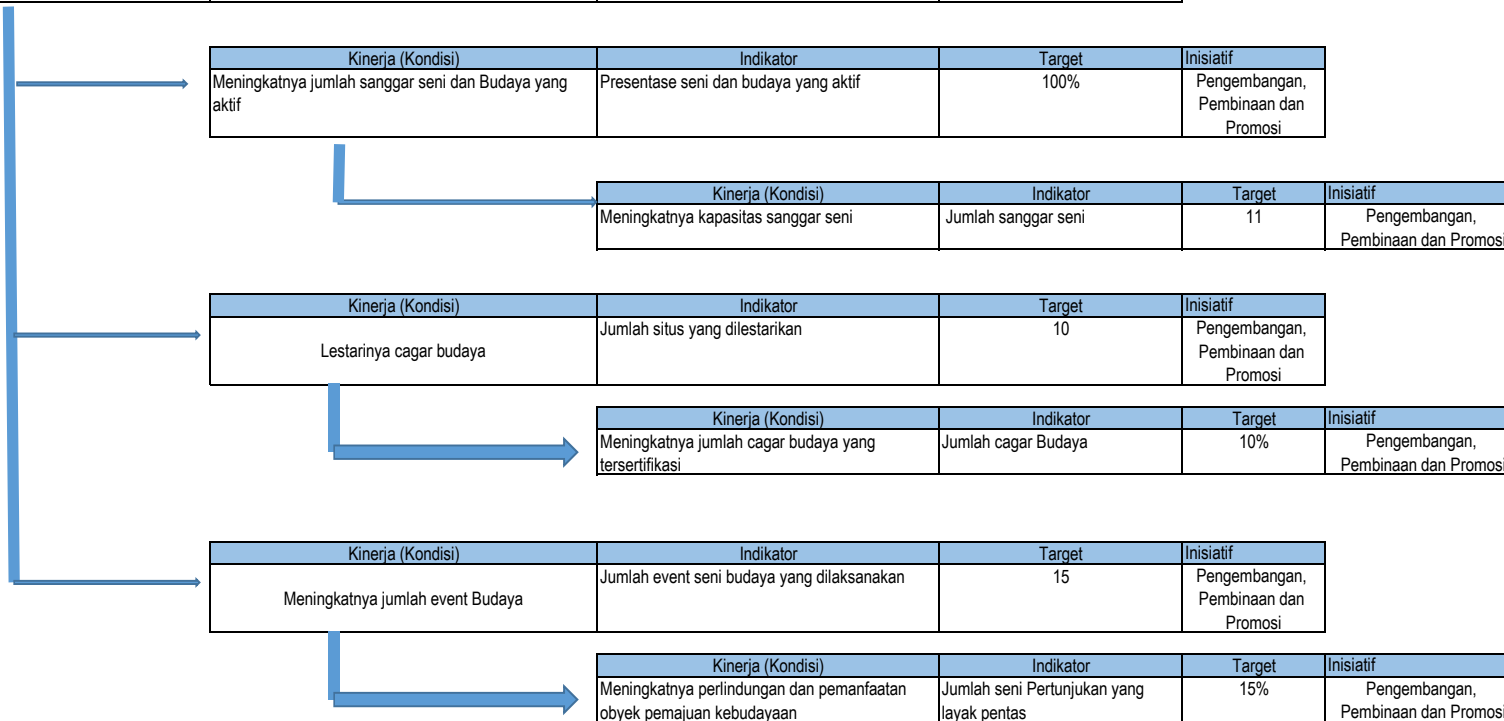 Kinerja (Kondisi) Indikator Target Inisiatif
Meningkatnya jumlah sanggar seni dan Budaya yang Presentase seni dan budaya yang aktif 100% Pengembangan,
aktif Pembinaan dan
Promosi
Kinerja (Kondisi) Indikator Target Inisiatif
Meningkatnya kapasitas sanggar seni Jumlah sanggar seni 11 Pengembangan,
Pembinaan dan Promosi
Kinerja (Kondisi) Indikator Target Inisiatif
Jumlah situs yang dilestarikan 10 Pengembangan,
Lestarinya cagar budaya Pembinaan dan
Promosi
Kinerja (Kondisi) Indikator Target Inisiatif
Meningkatnya jumlah cagar budaya yang Jumlah cagar Budaya 10% Pengembangan,
tersertifikasi Pembinaan dan Promosi
Kinerja (Kondisi) Indikator Target Inisiatif
Jumlah event seni budaya yang dilaksanakan 15 Pengembangan,
Meningkatnya jumlah event Budaya Pembinaan dan
Promosi
Kinerja (Kondisi) Indikator Target Inisiatif
Meningkatnya perlindungan dan pemanfaatan Jumlah seni Pertunjukan yang 15% Pengembangan,
obyek pemajuan kebudayaan layak pentas Pembinaan dan Promosi